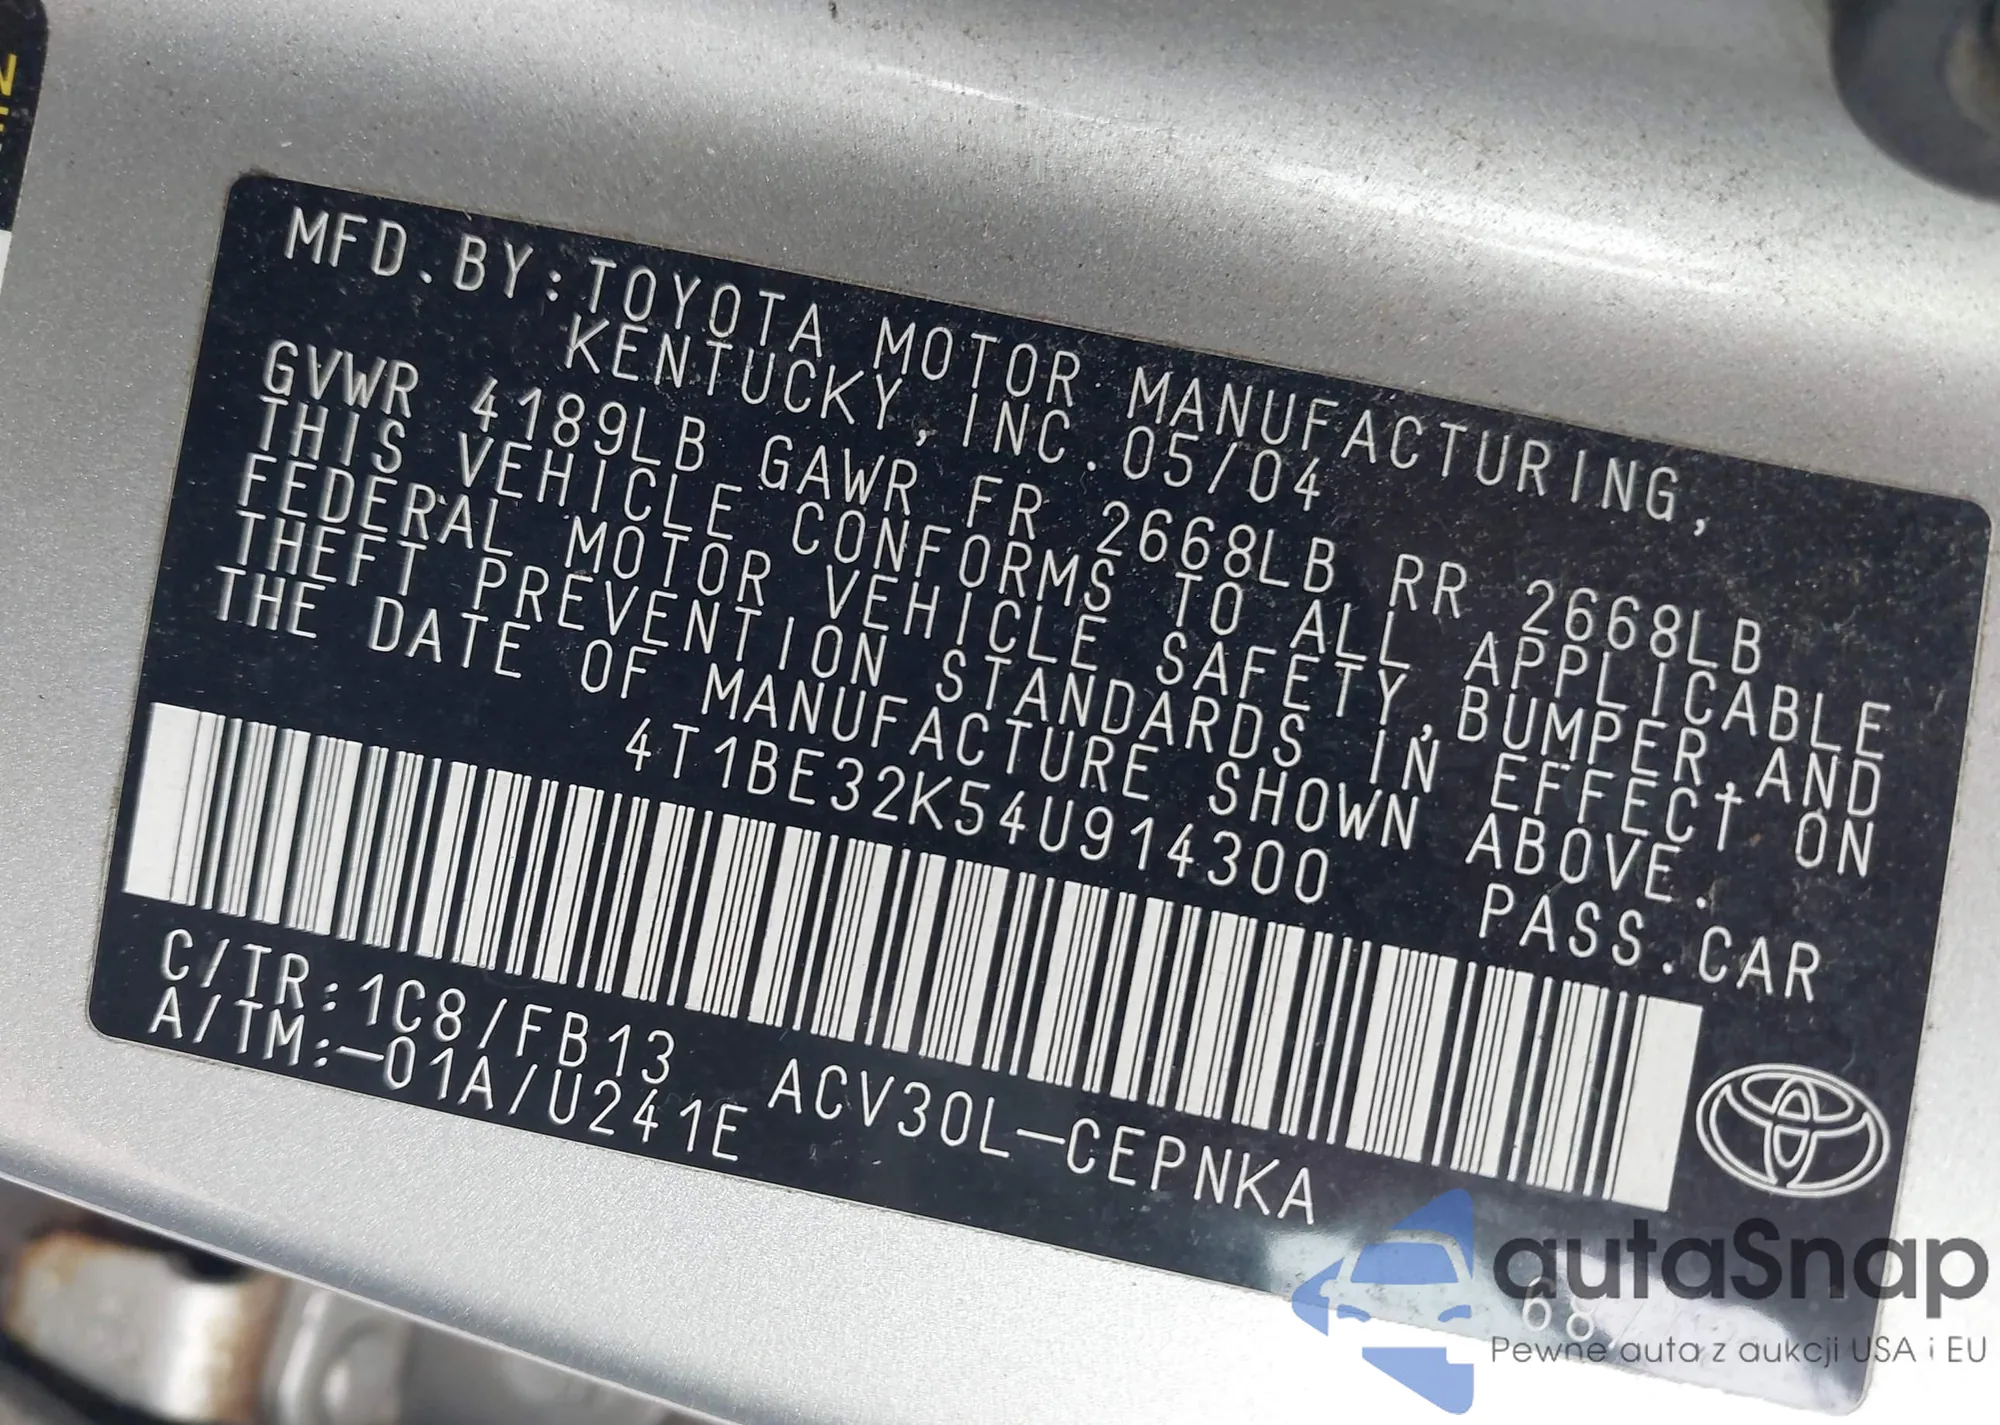 MFD.BY:TOYOTA MOTOR MANUFACTURING,
KENTUCKY, INC. 05/04
GVWR 4189LB GAWR FR 2668LB RR 2668LB
THIS VEHICLE CONFORMS TO ALL APPLICABLE
FEDERAL MOTOR VEHICLE SAFETY, BUMPER, AND
THEFT PREVENTION STANDARDS IN EFFECT ON
THE DATE OF MANUFACTURE SHOWN ABOVE.
4T1BE32K54U914300 PASS.CAR
C/TR:1C8/FB13 ACV30L-CEPNKA
A/TM:-01A/U241E
68
autaSnap
Pewne auta z aukcji USA i EU